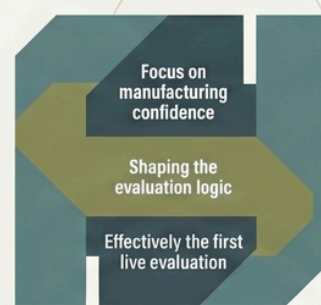 Focus on
manufacturing
confidence
Shaping the
evaluation logic
Effectively the first
live evaluation